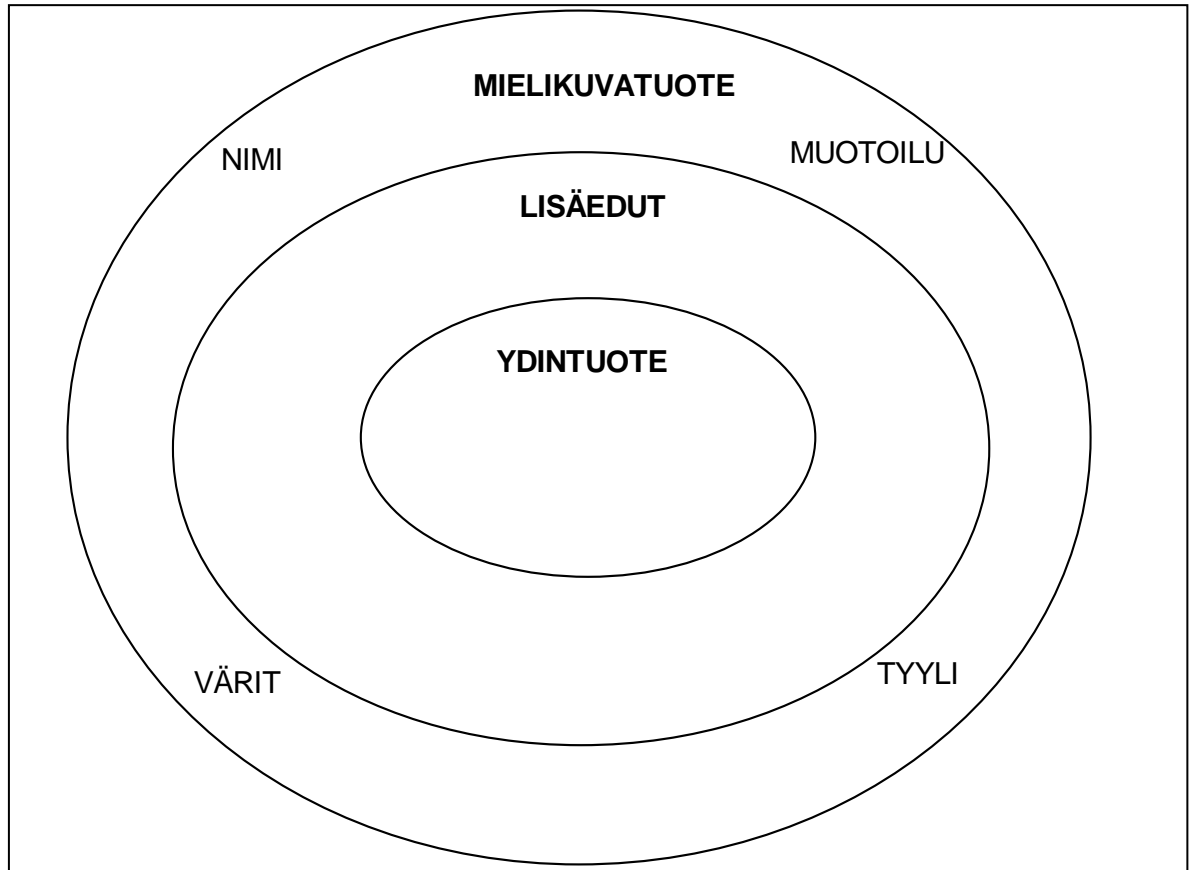 MIELIKUVATUOTE
NIMI
MUOTOILU
LISÄEDUT
YDINTUOTE
VÄRIT
TYYLI